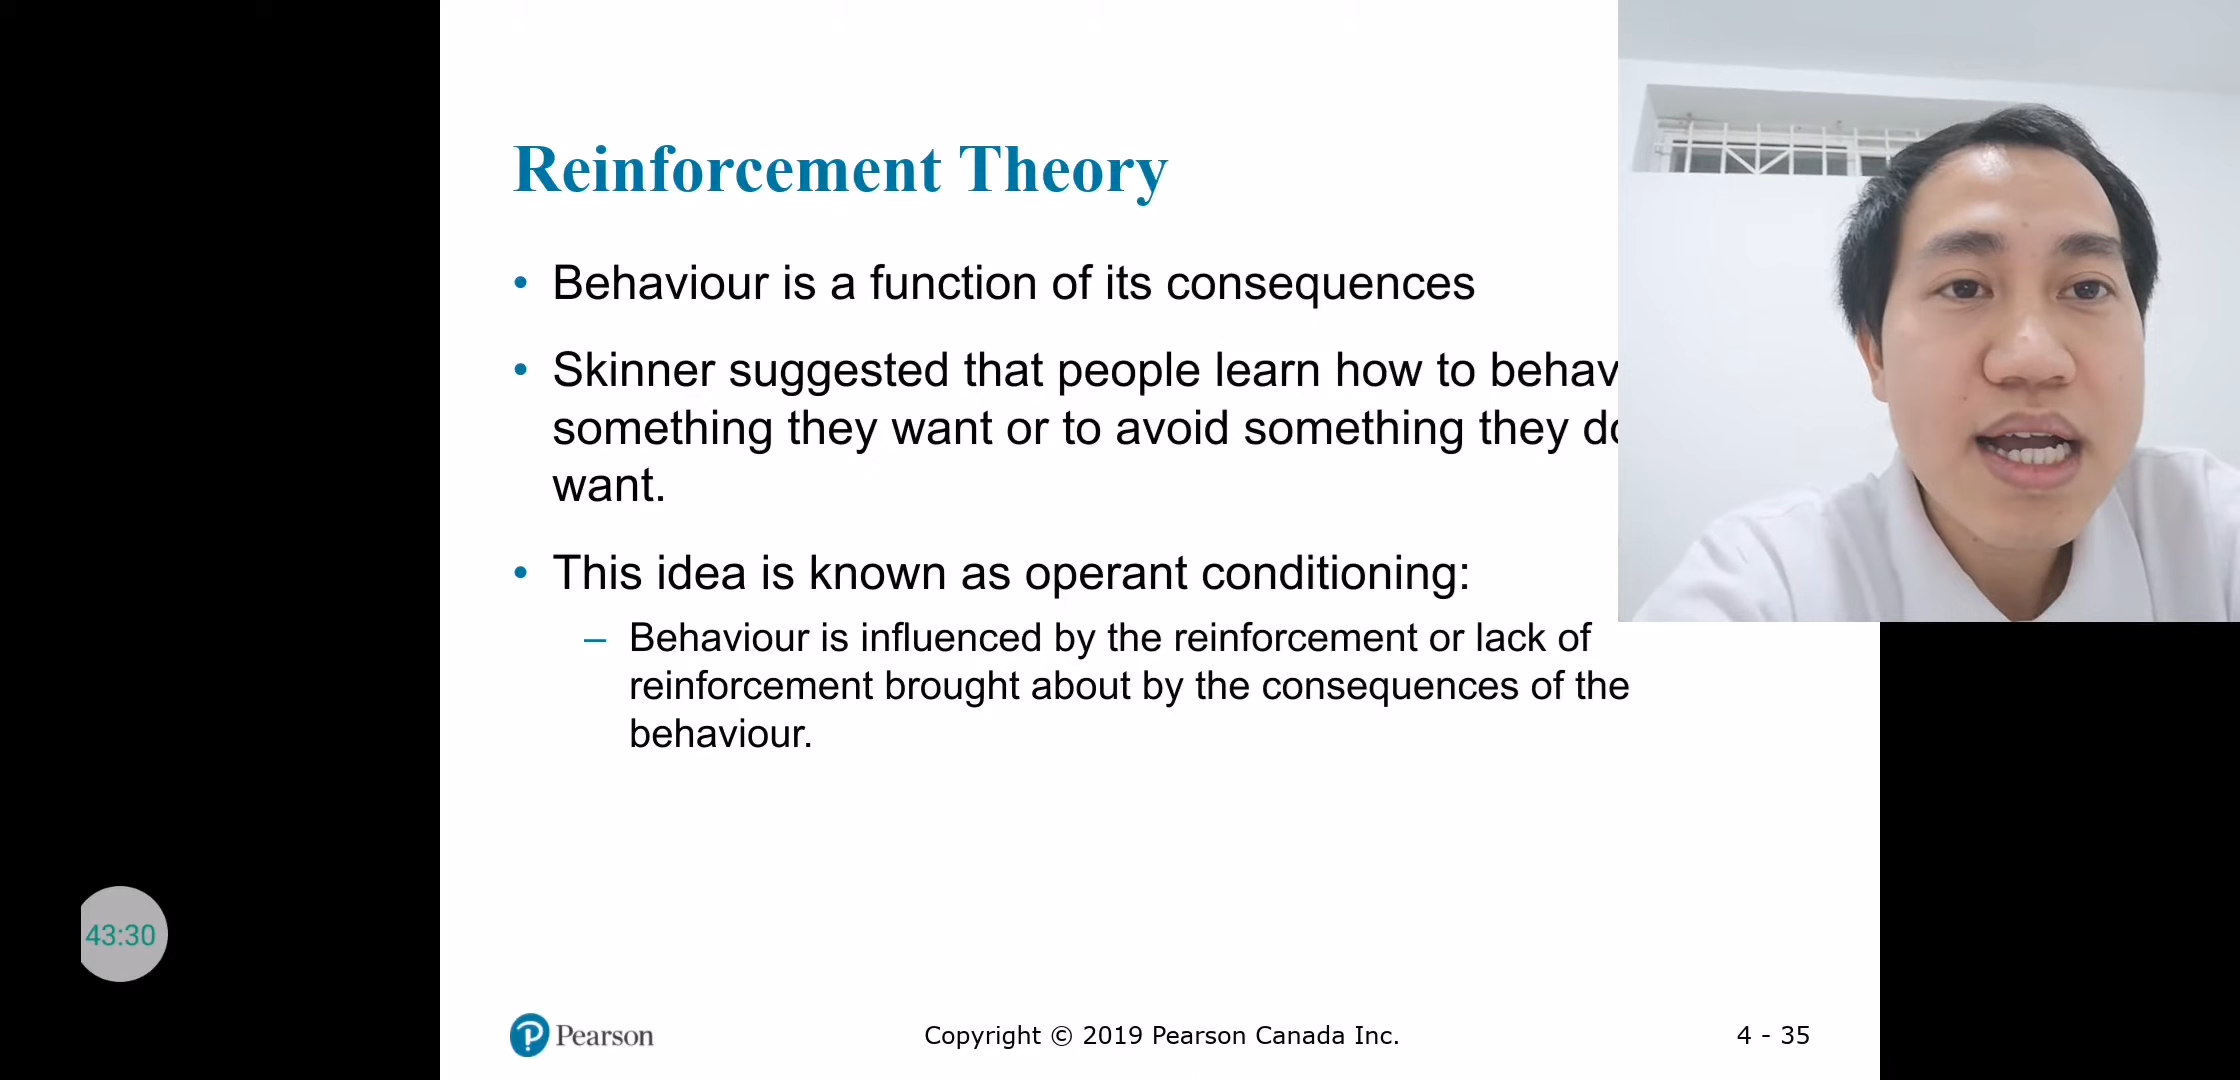 Reinforcement Theory
• Behaviour is a function of its consequences
• Skinner suggested that people learn how to
something they want or to avoid something they
want.
• This idea is known as operant conditioning:
– Behaviour is influenced by the reinforcement or lack of
reinforcement brought about by the consequences of the
behaviour.
43:30
Pearson
Copyright © 2019 Pearson Canada Inc.
4 - 35